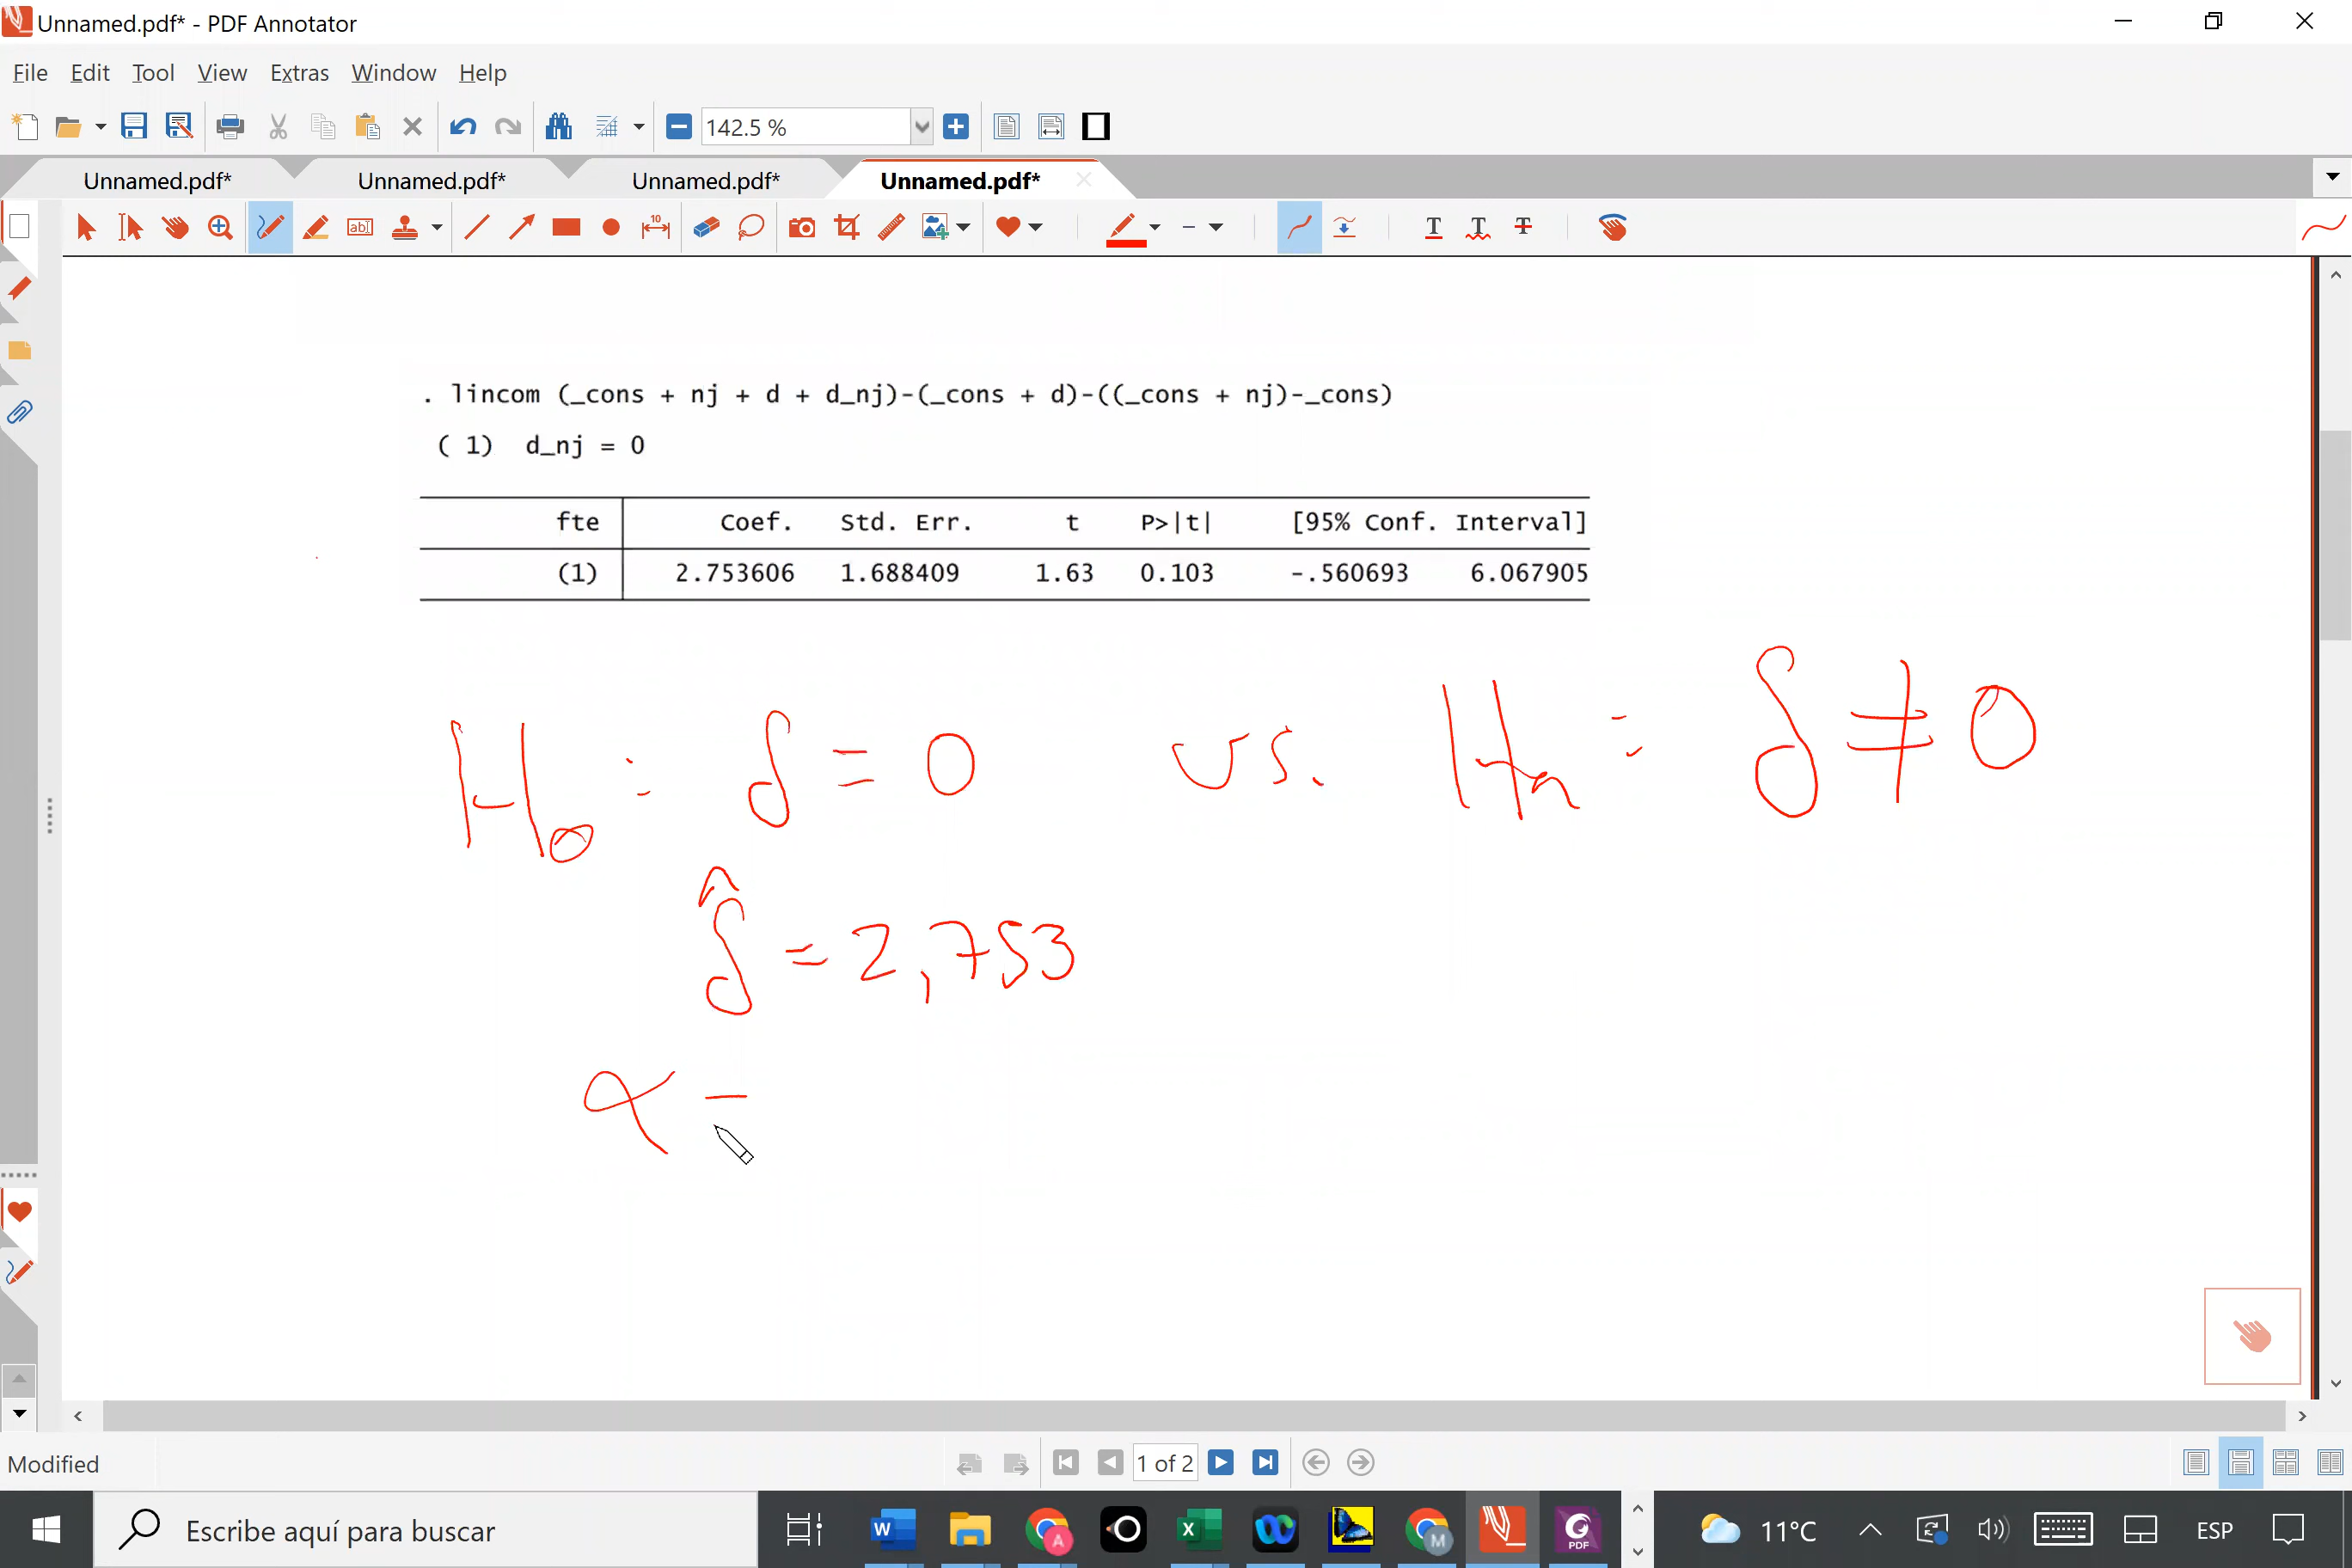 Unnamed.pdf* - PDF Annotator
File Edit Tool View Extras Window Help
142.5 %
Unnamed.pdf* Unnamed.pdf* Unnamed.pdf* Unnamed.pdf*
ab 10 T T T
. lincom (_cons + nj + d + d_nj)-(_cons + d)-((_cons + nj)-_cons)
( 1) d_nj = 0
fte Coef. Std. Err. t P>|t| [95% Conf. Interval]
(1) 2.753606 1.688409 1.63 0.103 -.560693 6.067905
H₀ : δ = 0 vs. Hₐ : δ ≠ 0
δ̂ = 2,753
α -
Modified 1 of 2
Escribe aquí para buscar W A X M PDF 11°C ESP